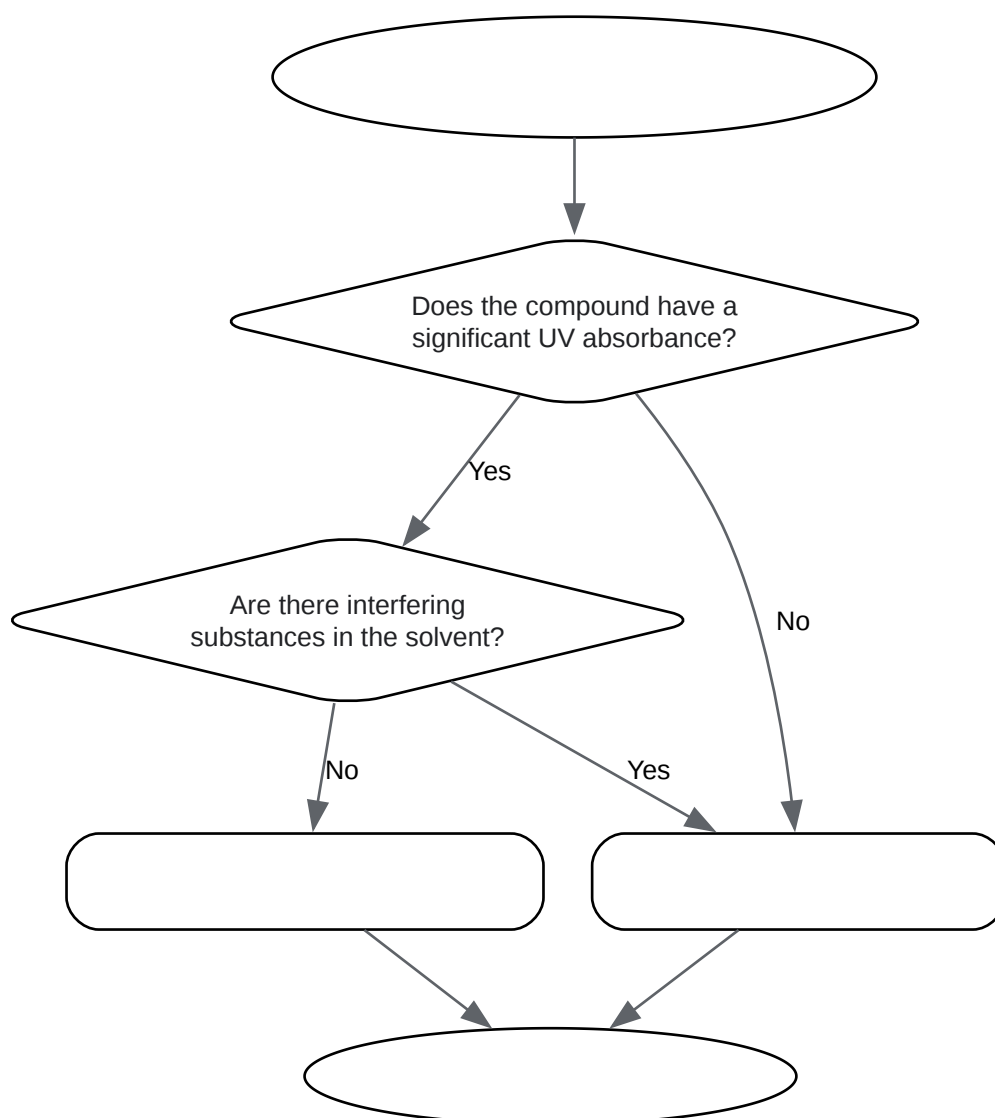 Does the compound have a
significant UV absorbance?
Yes
Are there interfering
substances in the solvent?
No
No
Yes